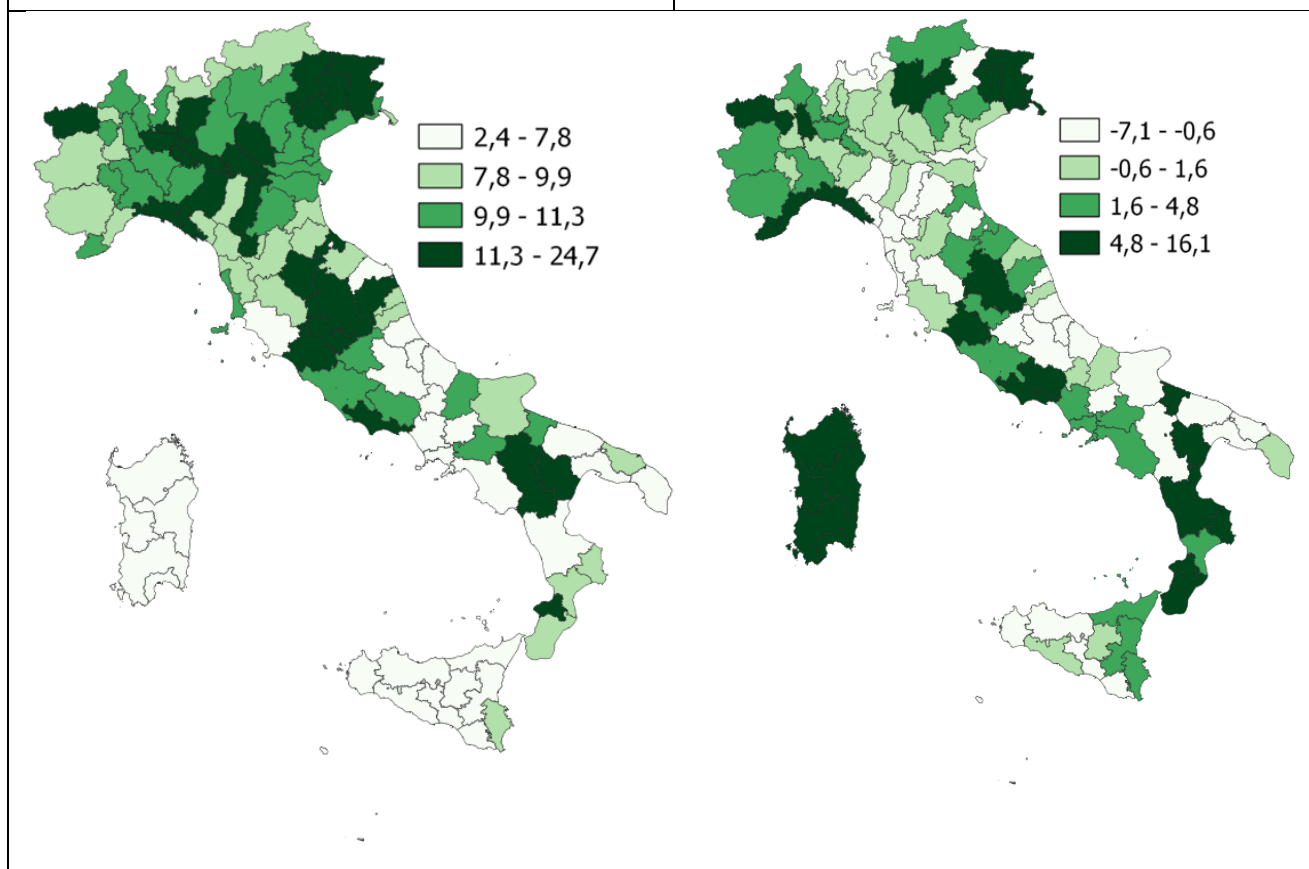 2,4 - 7,8
7,8 - 9,9
9,9 - 11,3
11,3 - 24,7
-7,1 - -0,6
-0,6 - 1,6
1,6 - 4,8
4,8 - 16,1